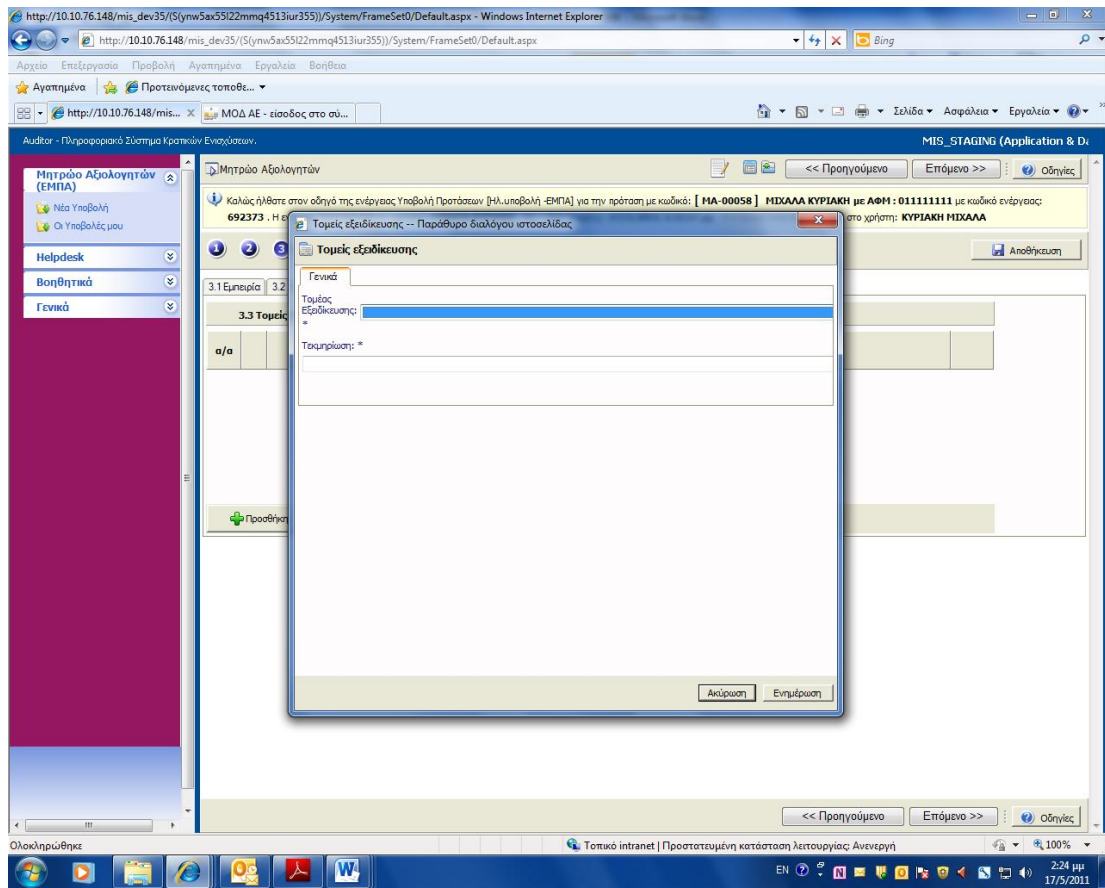 http://10.10.76.148/mis_dev35/(S(ynw5ax55l22mmq4513iur355))/System/FrameSet0/Default.aspx - Windows Internet Explorer
http://10.10.76.148/mis_dev35/(S(ynw5ax55l22mmq4513iur355))/System/FrameSet0/Default.aspx
Bing
Αρχείο Επεξεργασία Προβολή Αγαπημένα Εργαλεία Βοήθεια
Αγαπημένα Προτεινόμενες τοποθε...
http://10.10.76.148/mis... ΜΟΔ ΑΕ - είσοδος στο σύ... Σελίδα Ασφάλεια Εργαλεία
Auditor - Πληροφοριακό Σύστημα Κρατικών Ενισχύσεων. MIS_STAGING (Application & Da
Μητρώο Αξιολογητών (ΕΜΠΑ)
Νέα Υποβολή
Οι Υποβολές μου
Helpdesk
Βοηθητικά
Γενικά
Μητρώο Αξιολογητών << Προηγούμενο Επόμενο >> Οδηγίες
Καλώς ήλθατε στον οδηγό της ενέργειας Υποβολή Προτάσεων [Ηλ.υποβολή -ΕΜΠΑ] για την πρόταση με κωδικό: [ ΜΑ-00058 ] ΜΙΧΑΛΑ ΚΥΡΙΑΚΗ με ΑΦΜ : 011111111 με κωδικό ενέργειας:
692373 . Η ε στο χρήστη: ΚΥΡΙΑΚΗ ΜΙΧΑΛΑ
1 2 3 Αποθήκευση
3.1 Εμπειρία 3.2
3.3 Τομείς
α/α
Προσθήκη
Τομείς εξειδίκευσης -- Παράθυρο διαλόγου ιστοσελίδας
Τομείς εξειδίκευσης
Γενικά
Τομέας
Εξειδίκευσης:
*
Τεκμηρίωση: *
Ακύρωση Ενημέρωση
<< Προηγούμενο Επόμενο >> Οδηγίες
Ολοκληρώθηκε Τοπικό intranet | Προστατευμένη κατάσταση λειτουργίας: Ανενεργή 100%
EN 2:24 μμ
17/5/2011